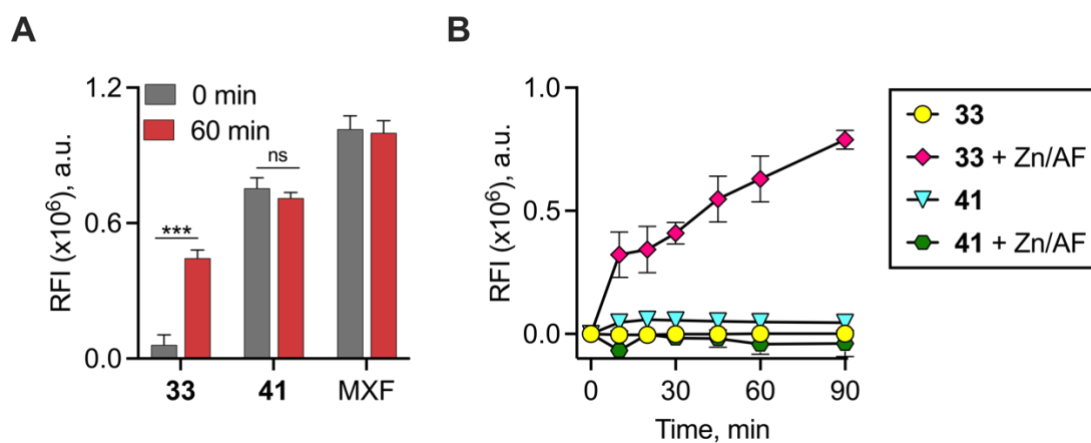 A
RFI (x10⁶), a.u.
1.2
0.6
0.0
0 min
60 min
***
ns
33
41
MXF
B
RFI (x10⁶), a.u.
1.0
0.5
0.0
0
30
60
90
Time, min
33
33 + Zn/AF
41
41 + Zn/AF